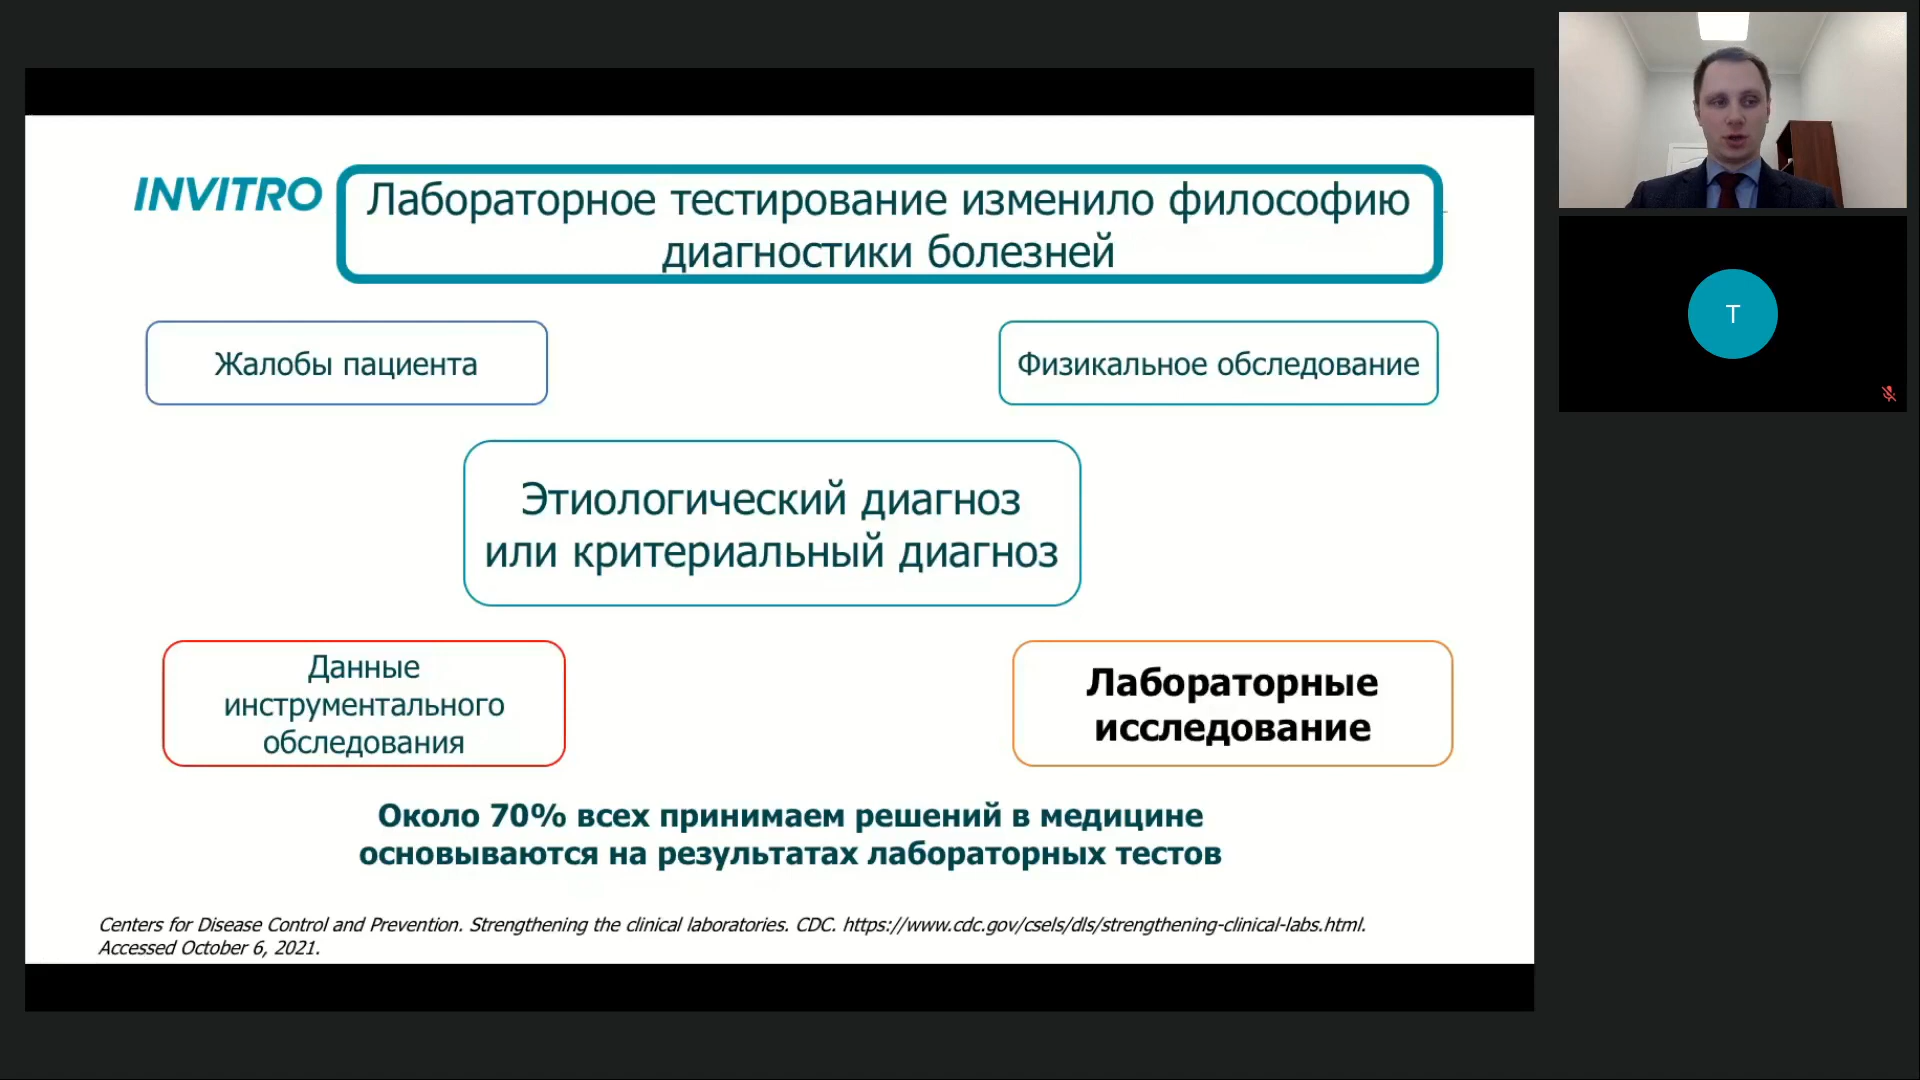 INVITRO
Лабораторное тестирование изменило философию
диагностики болезней
Жалобы пациента
Физикальное обследование
Этиологический диагноз
или критериальный диагноз
Данные
инструментального
обследования
Лабораторные
исследование
Около 70% всех принимаем решений в медицине
основываются на результатах лабораторных тестов
Centers for Disease Control and Prevention. Strengthening the clinical laboratories. CDC. https://www.cdc.gov/csels/dls/strengthening-clinical-labs.html.
Accessed October 6, 2021.
T